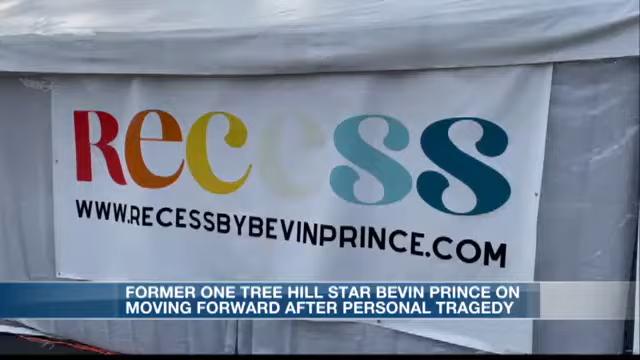 Recess
WWW.RECESSBYBEVINPRINCE.COM
FORMER ONE TREE HILL STAR BEVIN PRINCE ON
MOVING FORWARD AFTER PERSONAL TRAGEDY